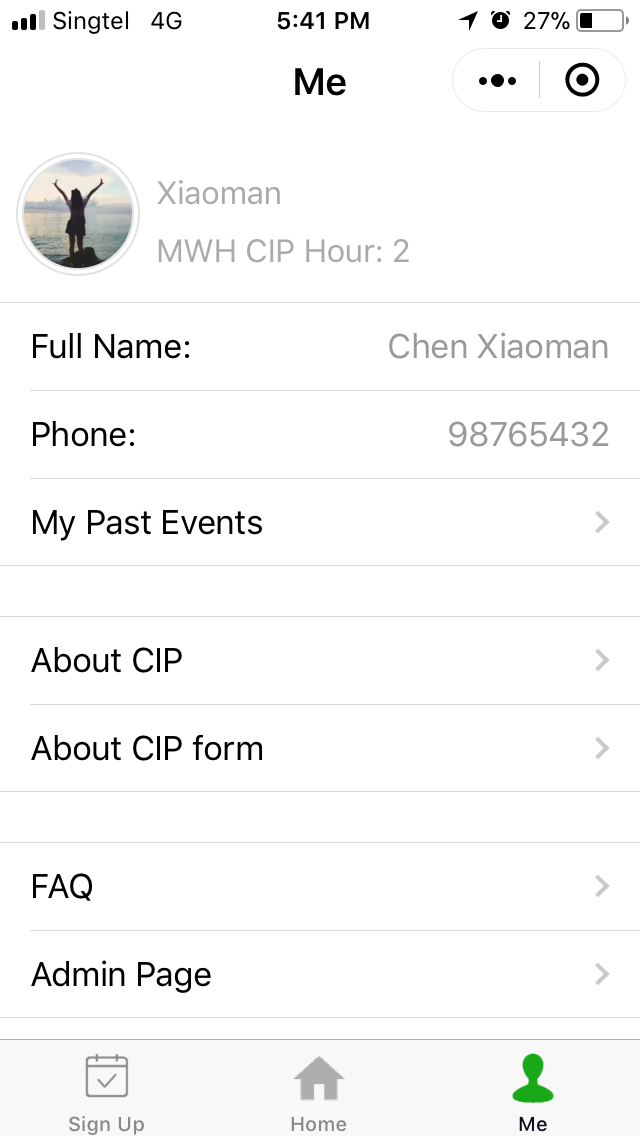 Singtel 4G 5:41 PM 27%
Me
Xiaoman
MWH CIP Hour: 2
Full Name: Chen Xiaoman
Phone: 98765432
My Past Events
About CIP
About CIP form
FAQ
Admin Page
Sign Up Home Me